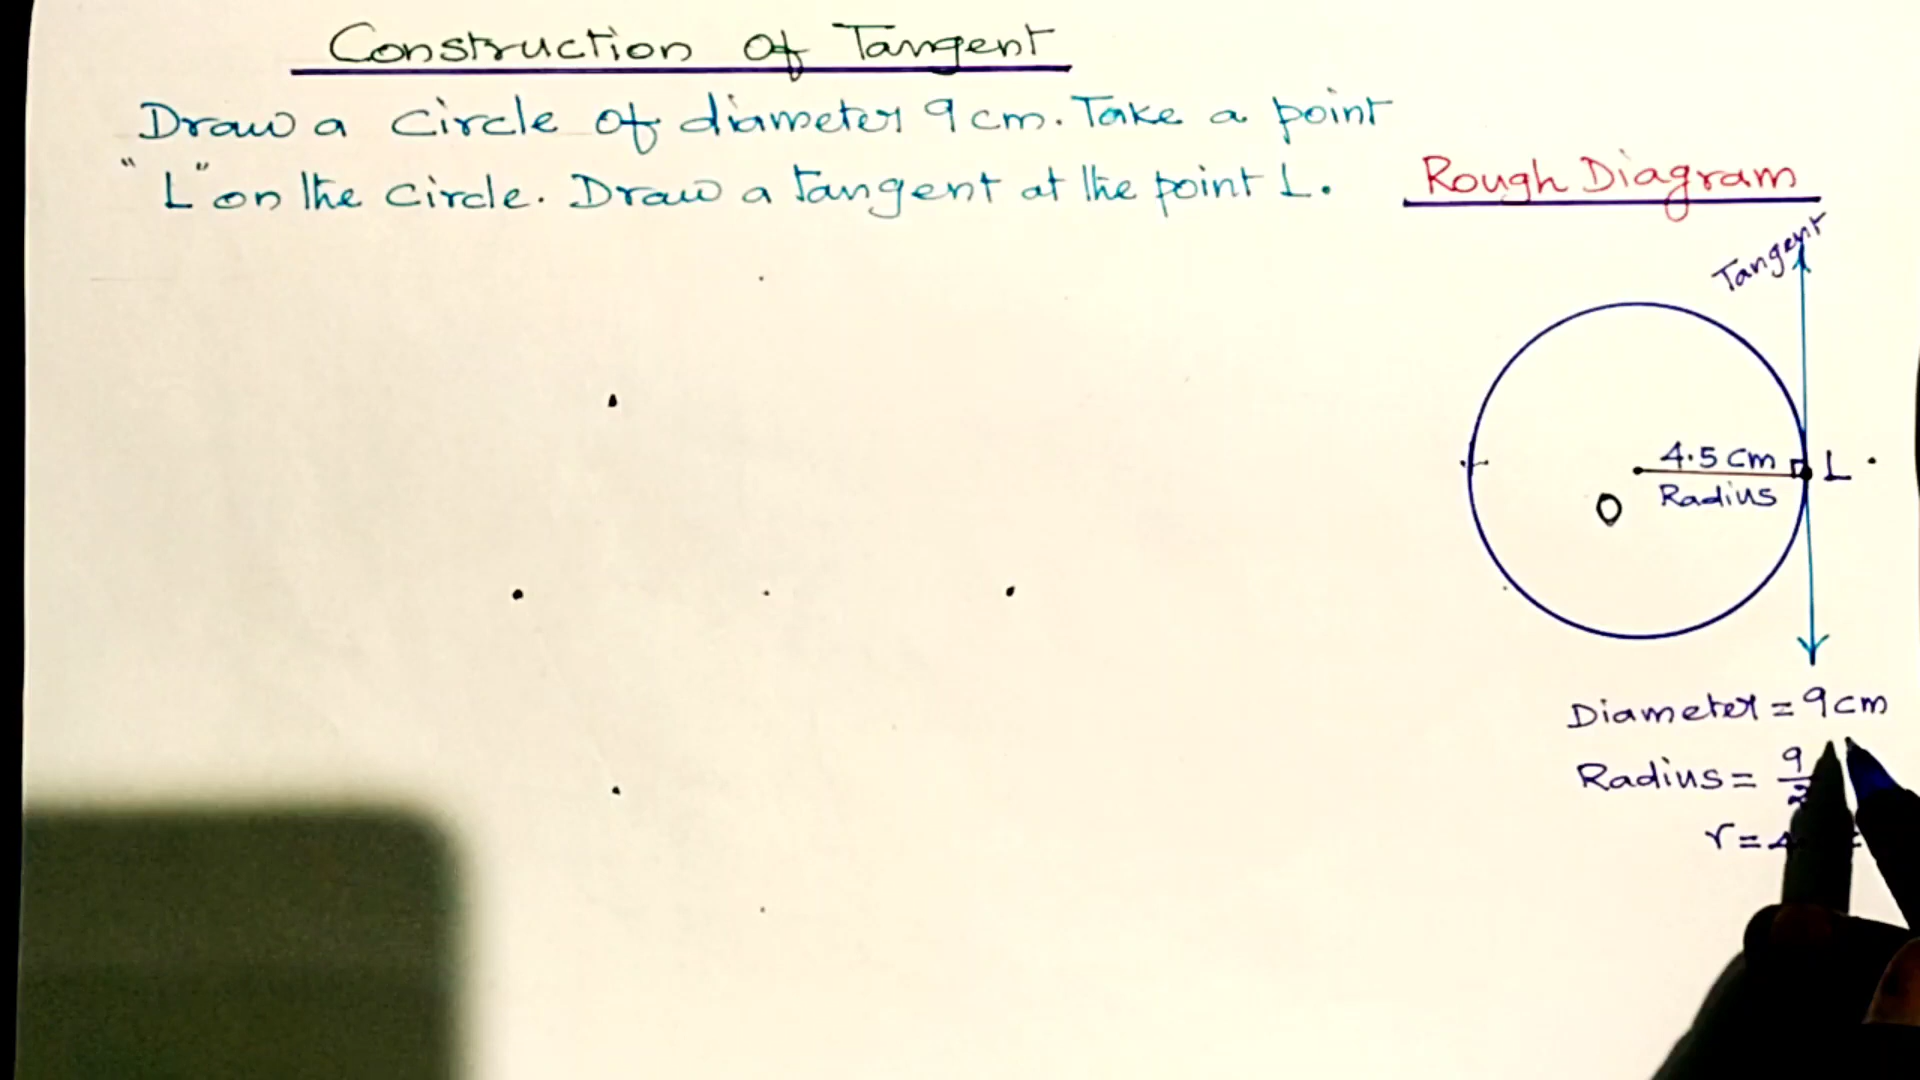 Construction Of Tangent
Draw a Circle of diameter 9 cm. Take a point
"L" on the circle. Draw a tangent at the point L.
Rough Diagram
Tangent
4.5 cm
L
Radius
O
Diameter = 9 cm
Radius = 9/2
r =